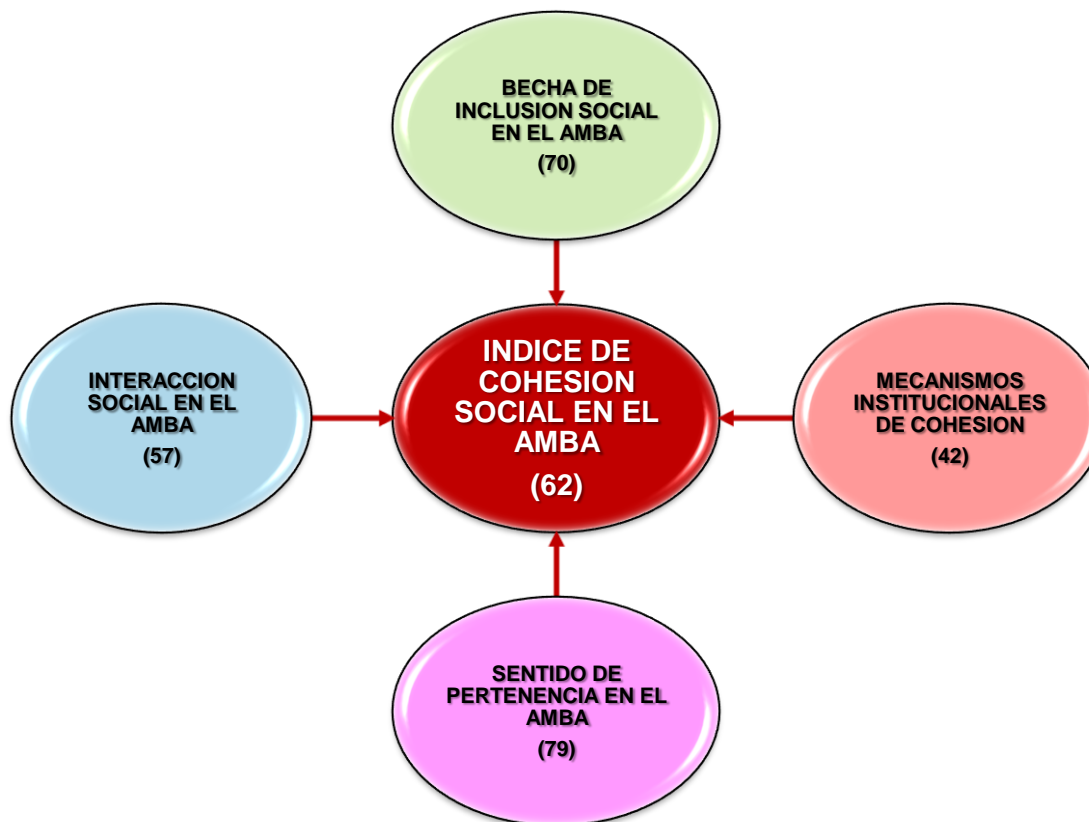 BECHA DE
INCLUSION SOCIAL
EN EL AMBA
(70)
INTERACCION
SOCIAL EN EL
AMBA
(57)
INDICE DE
COHESION
SOCIAL EN EL
AMBA
(62)
MECANISMOS
INSTITUCIONALES
DE COHESION
(42)
SENTIDO DE
PERTENENCIA EN EL
AMBA
(79)